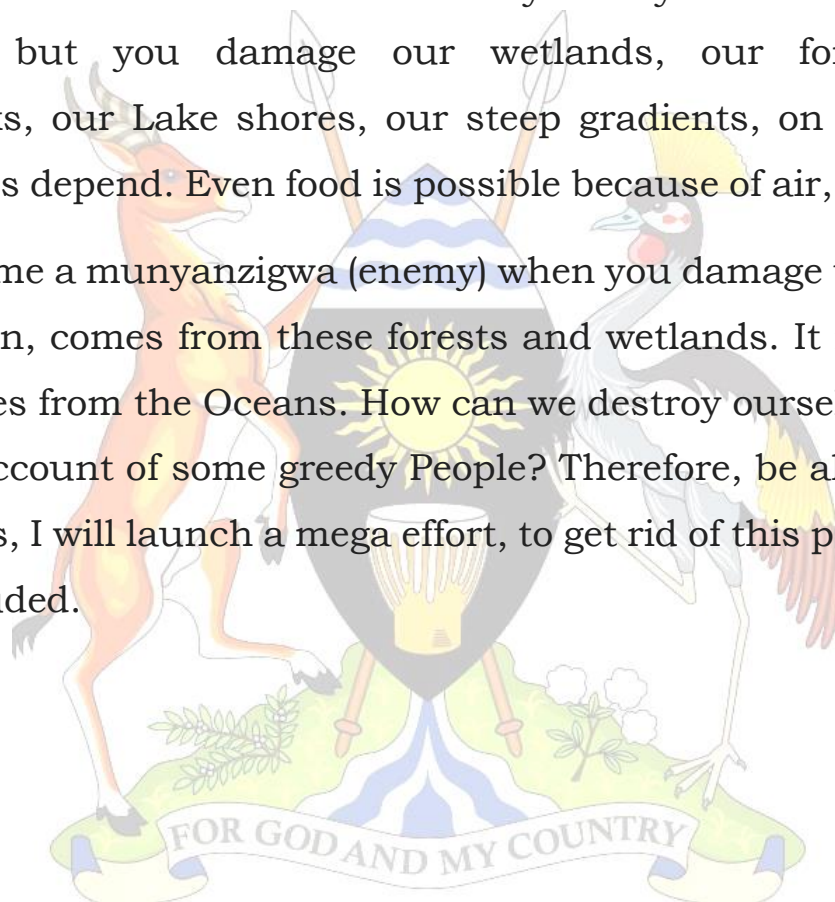 but you damage our wetlands, our for
ks, our Lake shores, our steep gradients, on
s depend. Even food is possible because of air,
me a munyanzigwa (enemy) when you damage
n, comes from these forests and wetlands. It
es from the Oceans. How can we destroy ourse
ccount of some greedy People? Therefore, be al
s, I will launch a mega effort, to get rid of this p
uded.
FOR GOD AND MY COUNTRY